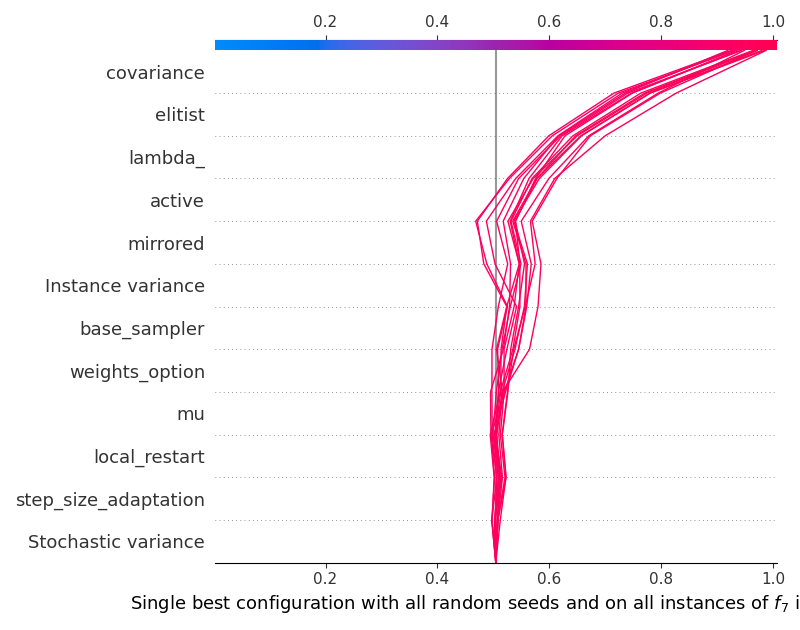 0.2 0.4 0.6 0.8 1.0
covariance
elitist
lambda_
active
mirrored
Instance variance
base_sampler
weights_option
mu
local_restart
step_size_adaptation
Stochastic variance
0.2 0.4 0.6 0.8 1.0
Single best configuration with all random seeds and on all instances of f₇ i